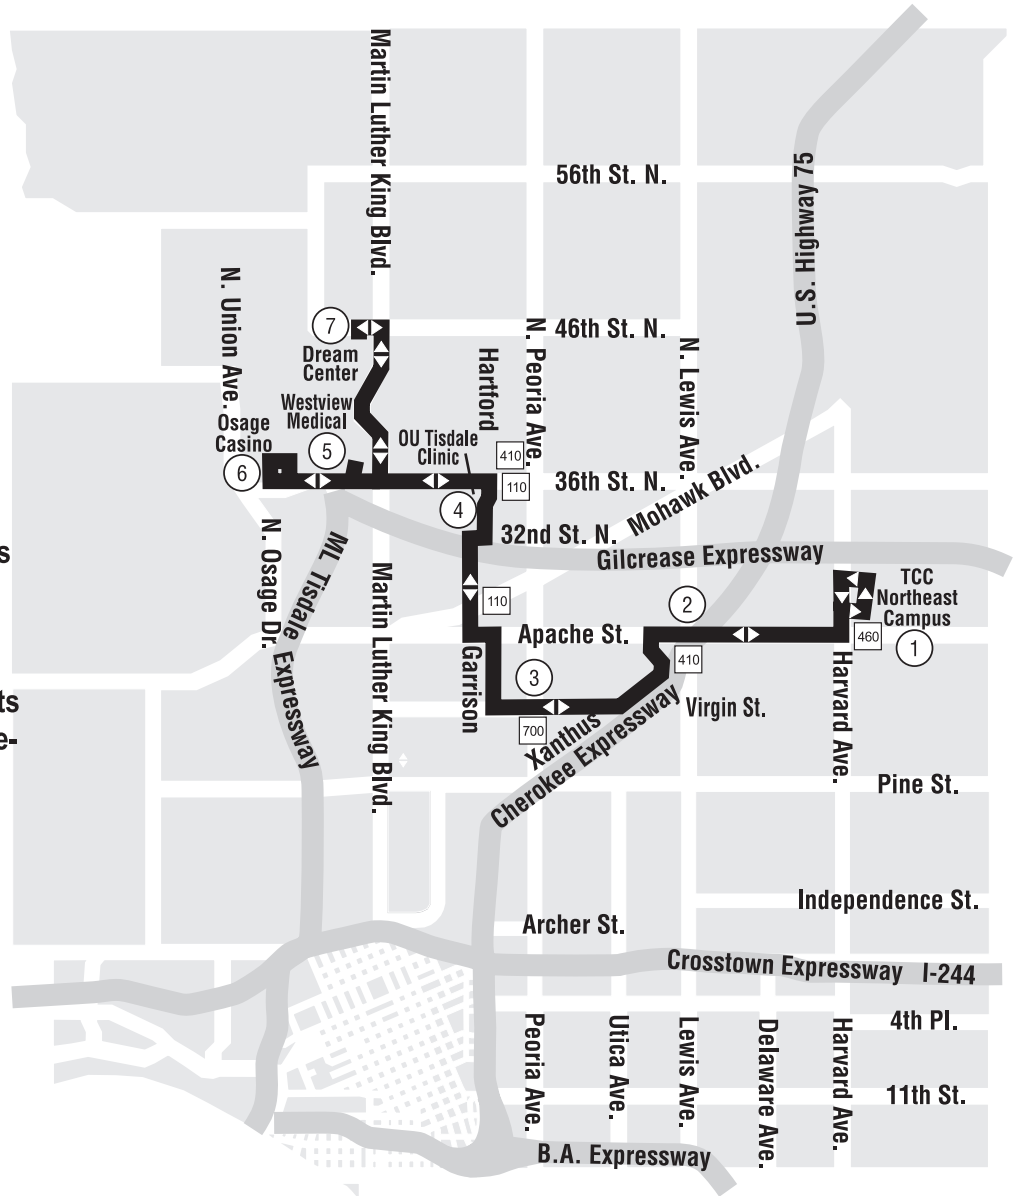 Martin Luther King Blvd.
56th St. N.
U.S. Highway 75
N. Union Ave.
7
Dream
Center
46th St. N.
N. Peoria Ave.
N. Lewis Ave.
Hartford
Westview
Medical
Osage
Casino
5
6
OU Tisdale
Clinic
410
110
36th St. N.
Mohawk Blvd.
4
32nd St. N.
Gilcrease Expressway
N. Osage Dr.
ML Tisdale Expressway
Martin Luther King Blvd.
s
TCC
Northeast
Campus
1
460
110
2
Apache St.
410
Garrison
3
700
Xanthus
Cherokee Expressway
Virgin St.
Harvard Ave.
ts
e-
Pine St.
Independence St.
Archer St.
Crosstown Expressway I-244
4th Pl.
Peoria Ave.
Utica Ave.
Lewis Ave.
Delaware Ave.
Harvard Ave.
11th St.
B.A. Expressway